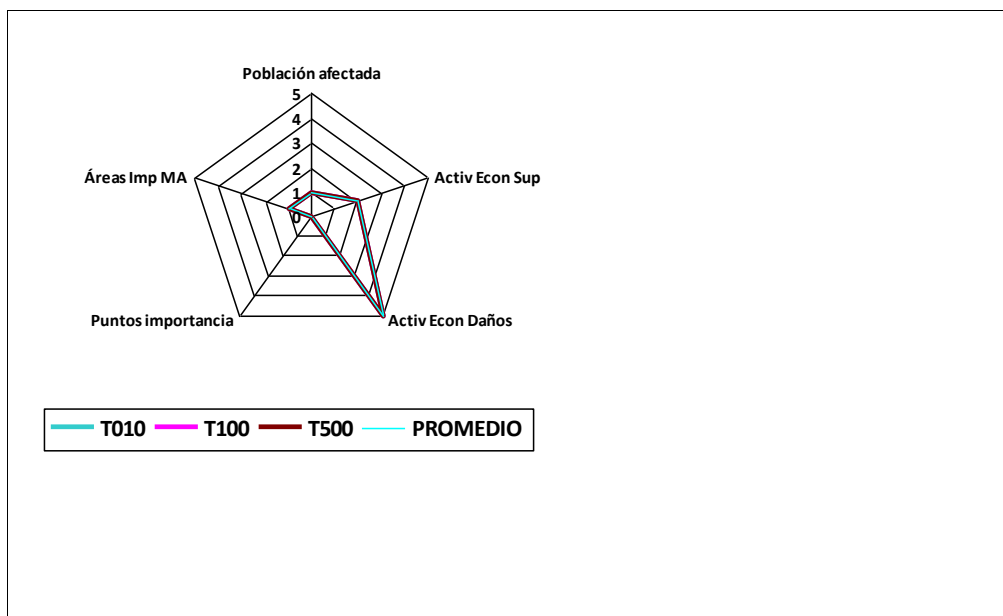 Población afectada
5
4
3
2
1
0
Áreas Imp MA
Activ Econ Sup
Puntos importancia
Activ Econ Daños
T010 T100 T500 PROMEDIO